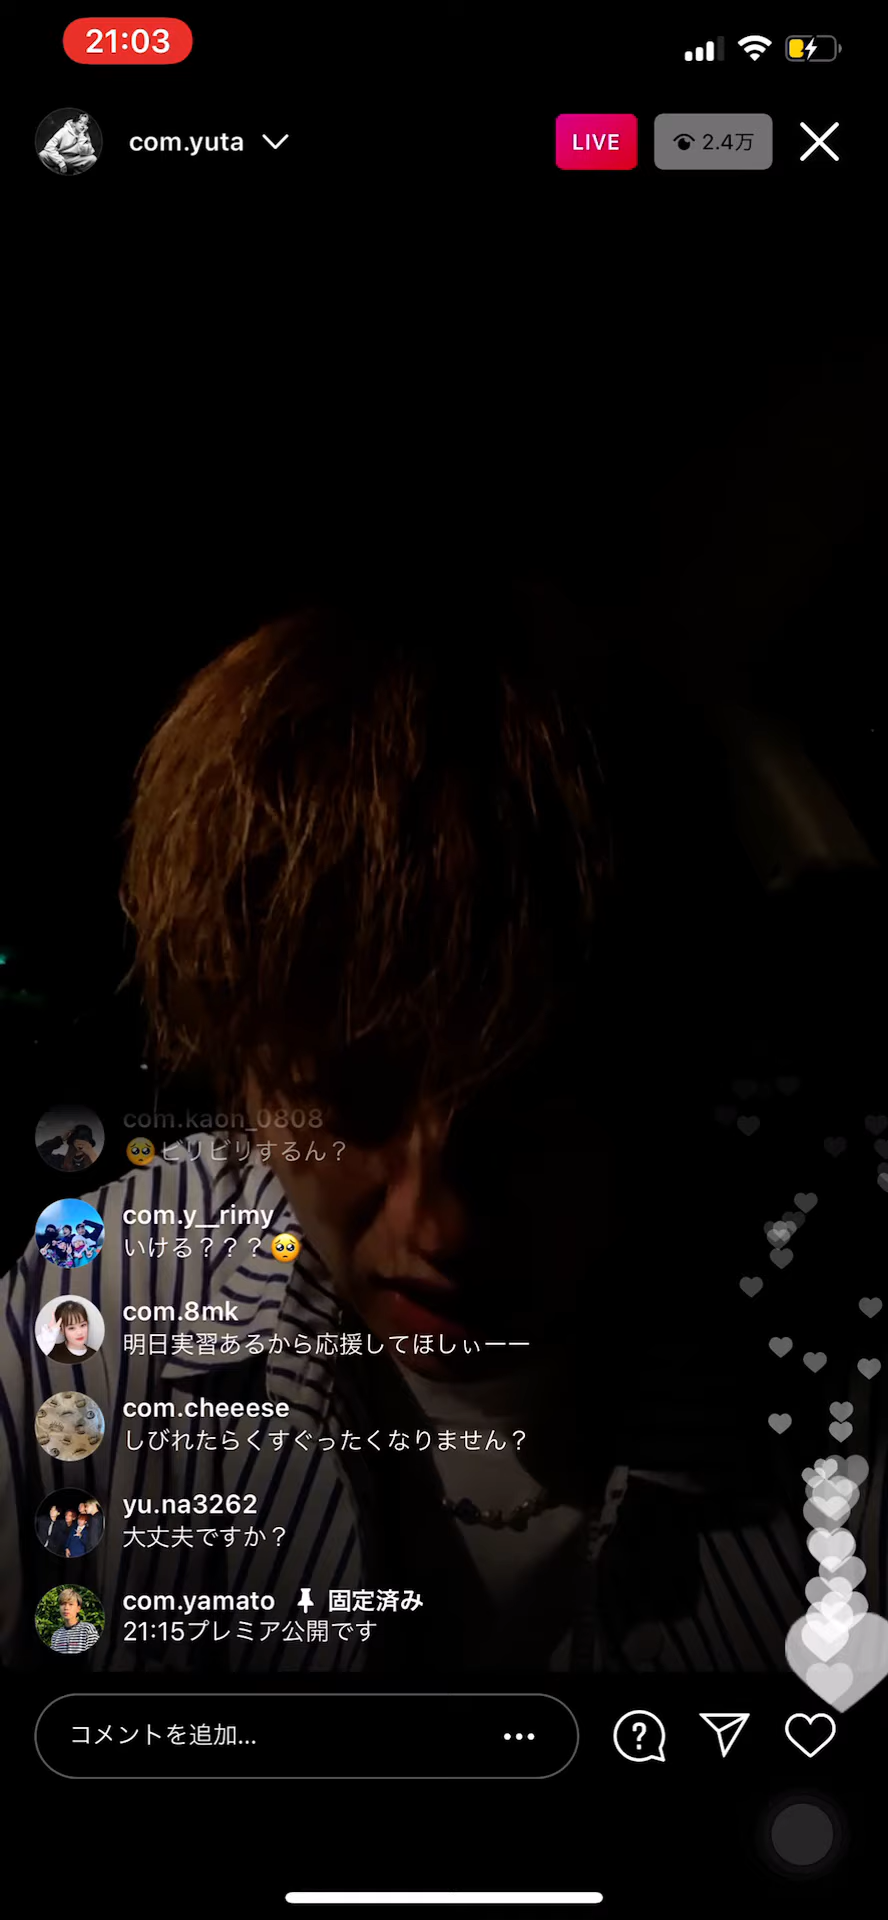 21:03
com.yuta
LIVE
2.4万
com.kaon_0808
🥺ビリビリするん？
com.y__rimy
いける？？？🥺
com.8mk
明日実習あるから応援してほしぃーー
com.cheeese
しびれたらくすぐったくなりません？
yu.na3262
大丈夫ですか？
com.yamato 固定済み
21:15プレミア公開です
コメントを追加...